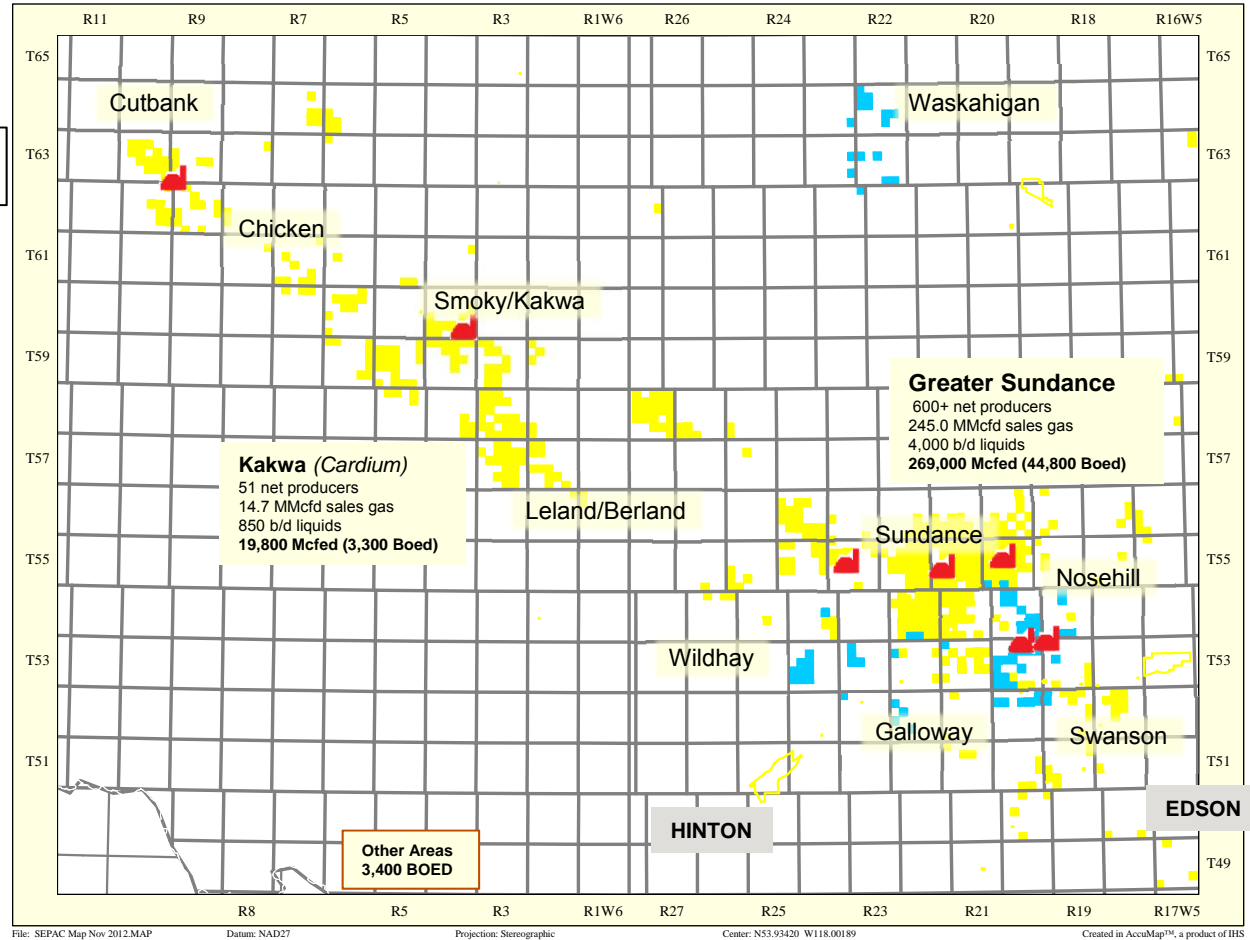 R11 R9 R7 R5 R3 R1W6 R26 R24 R22 R20 R18 R16W5
T65 T65
Cutbank Waskahigan
T63 T63
Chicken
T61 T61
Smoky/Kakwa
T59 T59
Greater Sundance
600+ net producers
245.0 MMcfd sales gas
4,000 b/d liquids
269,000 Mcfed (44,800 Boed)
Kakwa (Cardium)
51 net producers
14.7 MMcfd sales gas
850 b/d liquids
19,800 Mcfed (3,300 Boed)
T57 T57
Leland/Berland
Sundance
T55 T55
Nosehill
Wildhay
T53 T53
Galloway Swanson
T51 T51
EDSON
HINTON
Other Areas
3,400 BOED
T49
R8 R5 R3 R1W6 R27 R25 R23 R21 R19 R17W5
File: SEPAC Map Nov 2012.MAP Datum: NAD27 Projection: Stereographic Center: N53.93420 W118.00189 Created in AccuMap™, a product of IHS